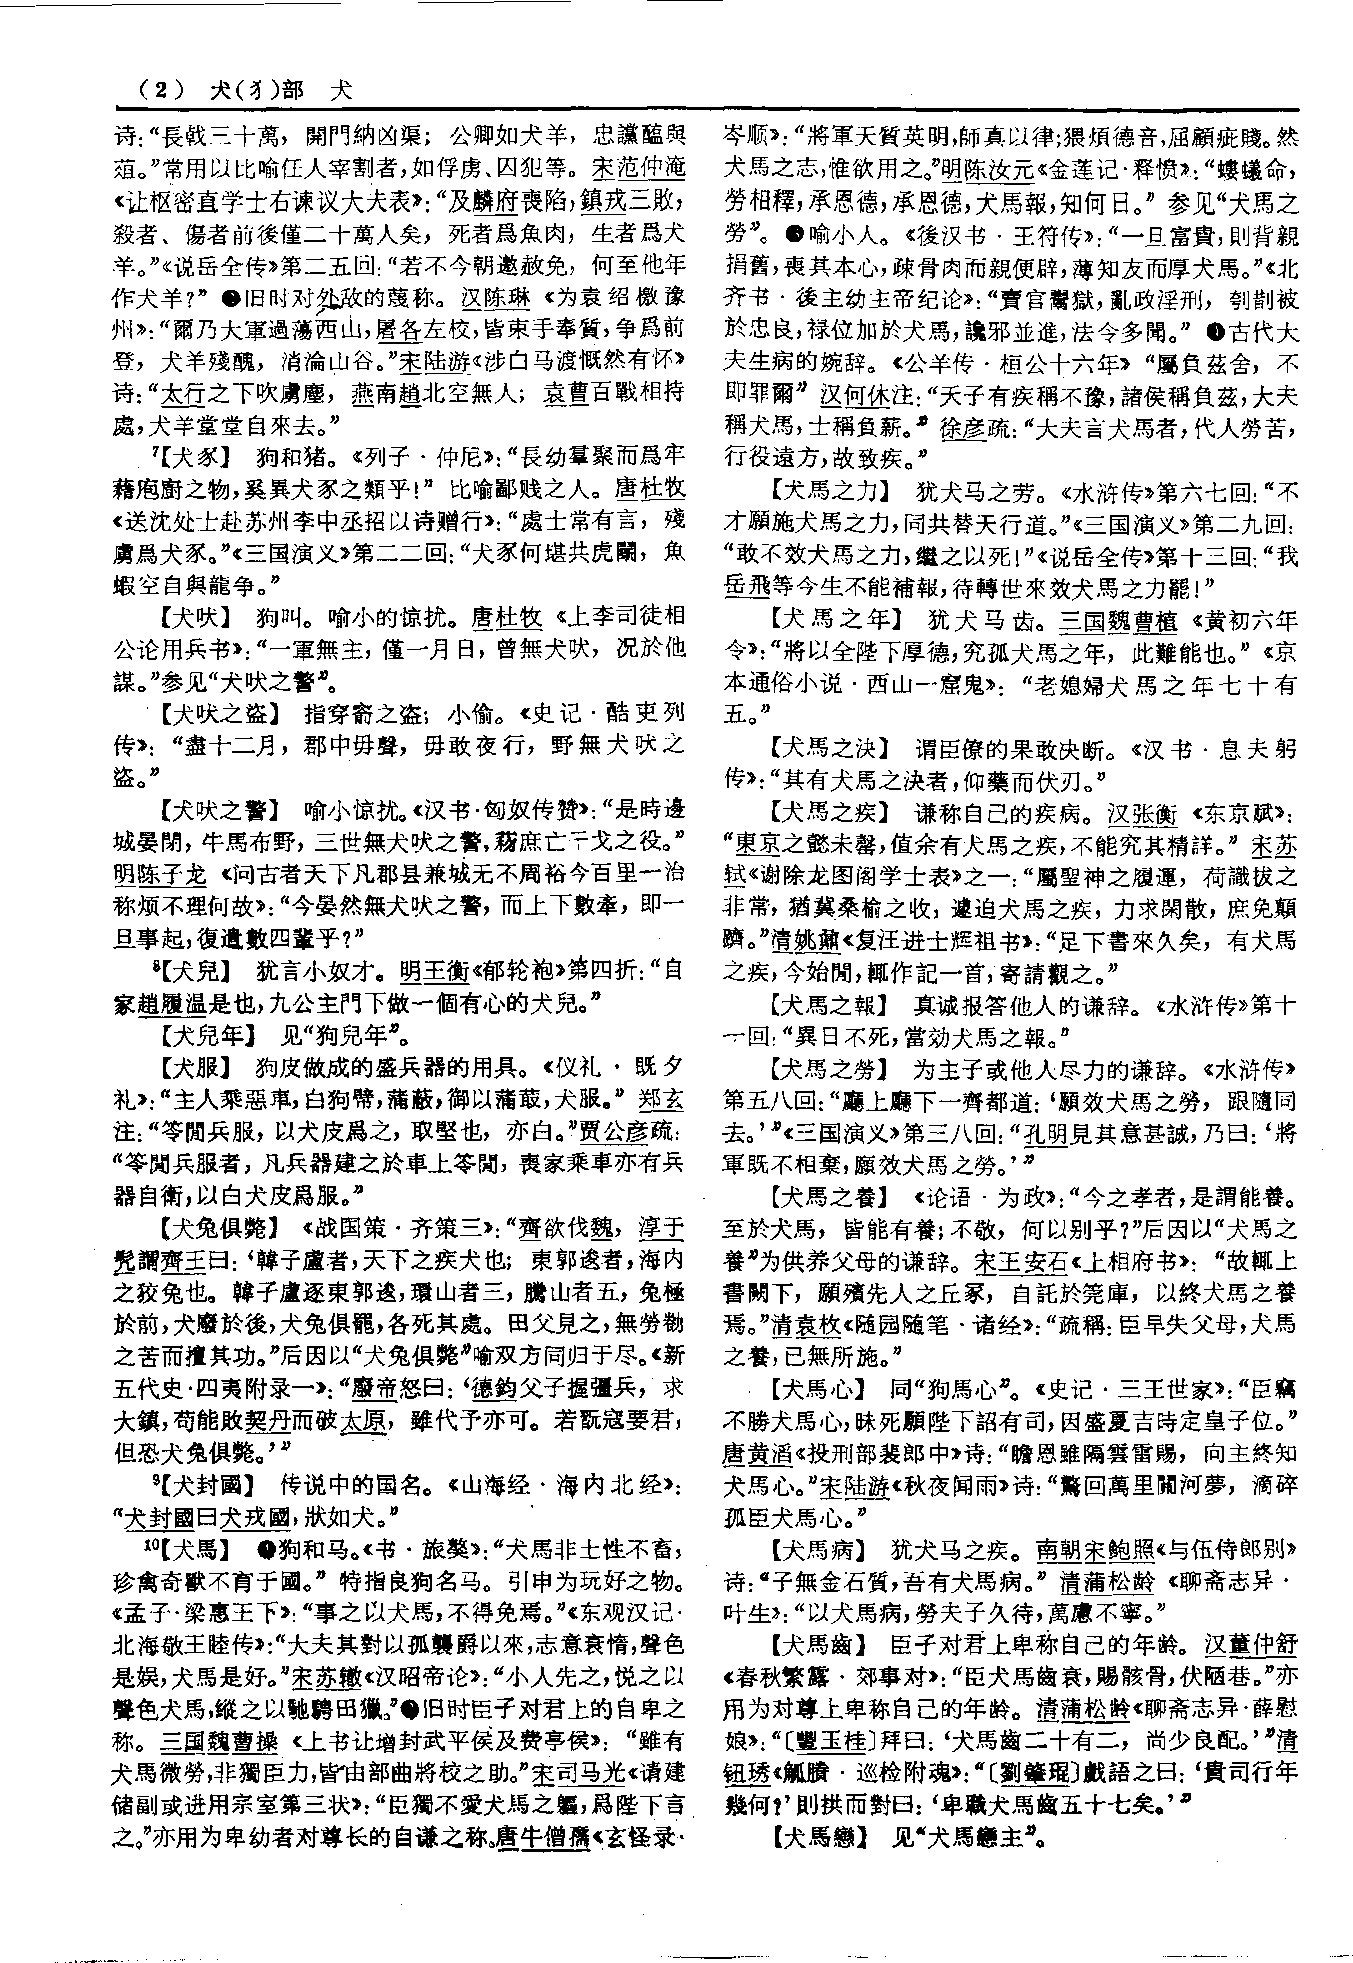 （2） 犬(犭)部 犬
诗:“長戟三十萬，開門納凶渠；公卿如犬羊，忠讜醢與
菹。”常用以比喻任人宰割者，如俘虏、囚犯等。宋范仲淹
《让枢密直学士右谏议大夫表》:“及麟府喪陷，鎮戎三敗，
殺者、傷者前後僅二十萬人矣，死者爲魚肉，生者爲犬
羊。”《说岳全传》第二五回:“若不今朝邀赦免，何至他年
作犬羊?” ❷旧时对外敌的蔑称。汉陈琳《为袁绍檄豫
州》:“爾乃大軍過蕩西山，屠各左校，皆束手奉質，争爲前
登，犬羊殘醜，消淪山谷。”宋陆游《涉白马渡慨然有怀》
诗:“太行之下吹虜塵，燕南趙北空無人；袁曹百戰相持
處，犬羊堂堂自來去。”
7【犬豕】 狗和猪。《列子·仲尼》:“長幼羣聚而爲牢
藉庖廚之物，奚異犬豕之類乎!” 比喻鄙贱之人。唐杜牧
《送沈处士赴苏州李中丞招以诗赠行》:“處士常有言，殘
虜爲犬豕。”《三国演义》第二二回:“犬豕何堪共虎鬭，魚
蝦空自與龍争。”
【犬吠】 狗叫。喻小的惊扰。唐杜牧《上李司徒相
公论用兵书》:“一軍無主，僅一月日，曾無犬吠，况於他
謀。”参见“犬吠之警”。
【犬吠之盜】 指穿窬之盗；小偷。《史记·酷吏列
传》:“盡十二月，郡中毋聲，毋敢夜行，野無犬吠之
盜。”
【犬吠之警】 喻小惊扰。《汉书·匈奴传赞》:“是時邊
城晏閉，牛馬布野，三世無犬吠之警，䔣庶亡干戈之役。”
明陈子龙《问古者天下凡郡县兼城无不周裕今百里一治
称烦不理何故》:“今晏然無犬吠之警，而上下數牽，即一
旦事起，復遣數四輩乎?”
8【犬兒】 犹言小奴才。明王衡《郁轮袍》第四折:“自
家趙履温是也，九公主門下做一個有心的犬兒。”
【犬兒年】 见“狗兒年”。
【犬服】 狗皮做成的盛兵器的用具。《仪礼·既夕
礼》:“主人乘惡車，白狗幦，蒲蔽，御以蒲菆，犬服。” 郑玄
注:“笭閒兵服，以犬皮爲之，取堅也，亦白。”贾公彦疏:
“笭閒兵服者，凡兵器建之於車上笭閒，喪家乘車亦有兵
器自衛，以白犬皮爲服。”
【犬兔俱斃】 《战国策·齐策三》:“齊欲伐魏，淳于
髡謂齊王曰:‘韓子盧者，天下之疾犬也；東郭逡者，海内
之狡兔也。韓子盧逐東郭逡，環山者三，騰山者五，兔極
於前，犬廢於後，犬兔俱罷，各死其處。田父見之，無勞勌
之苦而擅其功。”后因以“犬兔俱斃”喻双方同归于尽。《新
五代史·四夷附录一》:“廢帝怒曰:‘德鈞父子握彊兵，求
大鎮，苟能敗契丹而破太原，雖代予亦可。若翫寇要君，
但恐犬兔俱斃。’”
9【犬封國】 传说中的国名。《山海经·海内北经》:
“犬封國曰犬戎國，狀如犬。”
10【犬馬】 ❶狗和马。《书·旅獒》:“犬馬非土性不畜，
珍禽奇獸不育于國。” 特指良狗名马。引申为玩好之物。
《孟子·梁惠王下》:“事之以犬馬，不得免焉。”《东观汉记·
北海敬王睦传》:“大夫其對以孤襲爵以來，志意衰惰，聲色
是娱，犬馬是好。”宋苏辙《汉昭帝论》:“小人先之，悦之以
聲色犬馬，縱之以馳騁田獵。”❷旧时臣子对君上的自卑之
称。三国魏曹操《上书让增封武平侯及费亭侯》:“雖有
犬馬微勞，非獨臣力，皆由部曲將校之助。”宋司马光《请建
储副或进用宗室第三状》:“臣獨不愛犬馬之軀，爲陛下言
之。”亦用为卑幼者对尊长的自谦之称。唐牛僧孺《玄怪录·
岑顺》:“將軍天質英明，師真以律；猥煩德音，屈顧疵賤。然
犬馬之志，惟欲用之。”明陈汝元《金莲记·释愤》:“螻蟻命，
勞相釋，承恩德，承恩德，犬馬報，知何日。” 参见“犬馬之
勞”。❸喻小人。《後汉书·王符传》:“一旦富貴，則背親
捐舊，喪其本心，疎骨肉而親便辟，薄知友而厚犬馬。”《北
齐书·後主幼主帝纪论》:“賣官鬻獄，亂政淫刑，刳剒被
於忠良，禄位加於犬馬，讒邪並進，法令多聞。” ❹古代大
夫生病的婉辞。《公羊传·桓公十六年》“屬負茲舍，不
即罪爾” 汉何休注:“天子有疾稱不豫，諸侯稱負茲，大夫
稱犬馬，士稱負薪。” 徐彦疏:“大夫言犬馬者，代人勞苦，
行役遠方，故致疾。”
【犬馬之力】 犹犬马之劳。《水浒传》第六七回:“不
才願施犬馬之力，同共替天行道。”《三国演义》第二九回:
“敢不效犬馬之力，繼之以死!”《说岳全传》第十三回:“我
岳飛等今生不能補報，待轉世來效犬馬之力罷!”
【犬馬之年】 犹犬马齿。三国魏曹植《黄初六年
令》:“將以全陛下厚德，究孤犬馬之年，此難能也。”《京
本通俗小说·西山一窟鬼》:“老媳婦犬馬之年七十有
五。”
【犬馬之決】 谓臣僚的果敢决断。《汉书·息夫躬
传》:“其有犬馬之決者，仰藥而伏刃。”
【犬馬之疾】 谦称自己的疾病。汉张衡《东京赋》:
“東京之懿未罄，值余有犬馬之疾，不能究其精詳。” 宋苏
轼《谢除龙图阁学士表》之一:“屬聖神之履運，荷識拔之
非常，猶冀桑榆之收，遽迫犬馬之疾，力求閑散，庶免顛
隮。”清姚鼐《复汪进士辉祖书》:“足下書來久矣，有犬馬
之疾，今始閒，輒作記一首，寄請觀之。”
【犬馬之報】 真诚报答他人的谦辞。《水浒传》第十
一回:“異日不死，當効犬馬之報。”
【犬馬之勞】 为主子或他人尽力的谦辞。《水浒传》
第五八回:“廳上廳下一齊都道:‘願效犬馬之勞，跟隨同
去。’”《三国演义》第三八回:“孔明見其意甚誠，乃曰:‘將
軍既不相棄，願效犬馬之勞。’”
【犬馬之養】 《论语·为政》:“今之孝者，是謂能養。
至於犬馬，皆能有養；不敬，何以别乎?”后因以“犬馬之
養”为供养父母的谦辞。宋王安石《上相府书》:“故輒上
書闕下，願殯先人之丘冢，自託於筦庫，以終犬馬之養
焉。”清袁枚《随园随笔·诸经》:“疏稱:臣早失父母，犬馬
之養，已無所施。”
【犬馬心】 同“狗馬心”。《史记·三王世家》:“臣竊
不勝犬馬心，昧死願陛下詔有司，因盛夏吉時定皇子位。”
唐黄滔《投刑部裴郎中》诗:“瞻恩雖隔雲雷賜，向主終知
犬馬心。”宋陆游《秋夜闻雨》诗:“驚回萬里關河夢，滴碎
孤臣犬馬心。”
【犬馬病】 犹犬马之疾。南朝宋鲍照《与伍侍郎别》
诗:“子無金石質，吾有犬馬病。” 清蒲松龄《聊斋志异·
叶生》:“以犬馬病，勞夫子久待，萬慮不寧。”
【犬馬齒】 臣子对君上卑称自己的年龄。汉董仲舒
《春秋繁露·郊事对》:“臣犬馬齒衰，賜骸骨，伏陋巷。”亦
用为对尊上卑称自己的年龄。清蒲松龄《聊斋志异·薛慰
娘》:“〔豐玉桂〕拜曰:‘犬馬齒二十有二，尚少良配。’”清
钮琇《觚賸·巡检附魂》:“〔劉肇琨〕戲語之曰:‘貴司行年
幾何?’則拱而對曰:‘卑職犬馬齒五十七矣。’”
【犬馬戀】 见“犬馬戀主”。